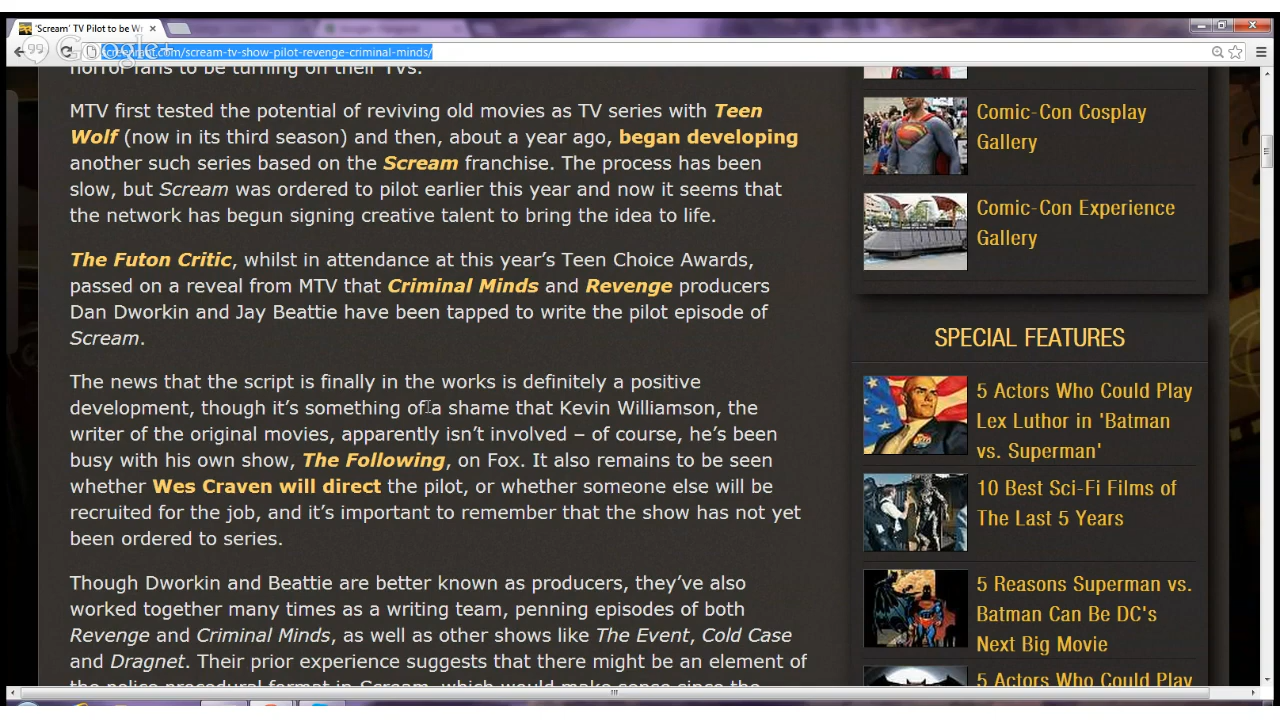 'Scream' TV Pilot to be Wr
Google+
screenrant.com/scream-tv-show-pilot-revenge-criminal-minds/
horror fans to be turning on their TVs.
MTV first tested the potential of reviving old movies as TV series with Teen
Wolf (now in its third season) and then, about a year ago, began developing
another such series based on the Scream franchise. The process has been
slow, but Scream was ordered to pilot earlier this year and now it seems that
the network has begun signing creative talent to bring the idea to life.
The Futon Critic, whilst in attendance at this year's Teen Choice Awards,
passed on a reveal from MTV that Criminal Minds and Revenge producers
Dan Dworkin and Jay Beattie have been tapped to write the pilot episode of
Scream.
The news that the script is finally in the works is definitely a positive
development, though it's something of a shame that Kevin Williamson, the
writer of the original movies, apparently isn't involved – of course, he's been
busy with his own show, The Following, on Fox. It also remains to be seen
whether Wes Craven will direct the pilot, or whether someone else will be
recruited for the job, and it's important to remember that the show has not yet
been ordered to series.
Though Dworkin and Beattie are better known as producers, they've also
worked together many times as a writing team, penning episodes of both
Revenge and Criminal Minds, as well as other shows like The Event, Cold Case
and Dragnet. Their prior experience suggests that there might be an element of
the police procedural format in Scream, which would make sense since the
Comic-Con Cosplay
Gallery
Comic-Con Experience
Gallery
SPECIAL FEATURES
5 Actors Who Could Play
Lex Luthor in 'Batman
vs. Superman'
10 Best Sci-Fi Films of
The Last 5 Years
5 Reasons Superman vs.
Batman Can Be DC's
Next Big Movie
5 Actors Who Could Play